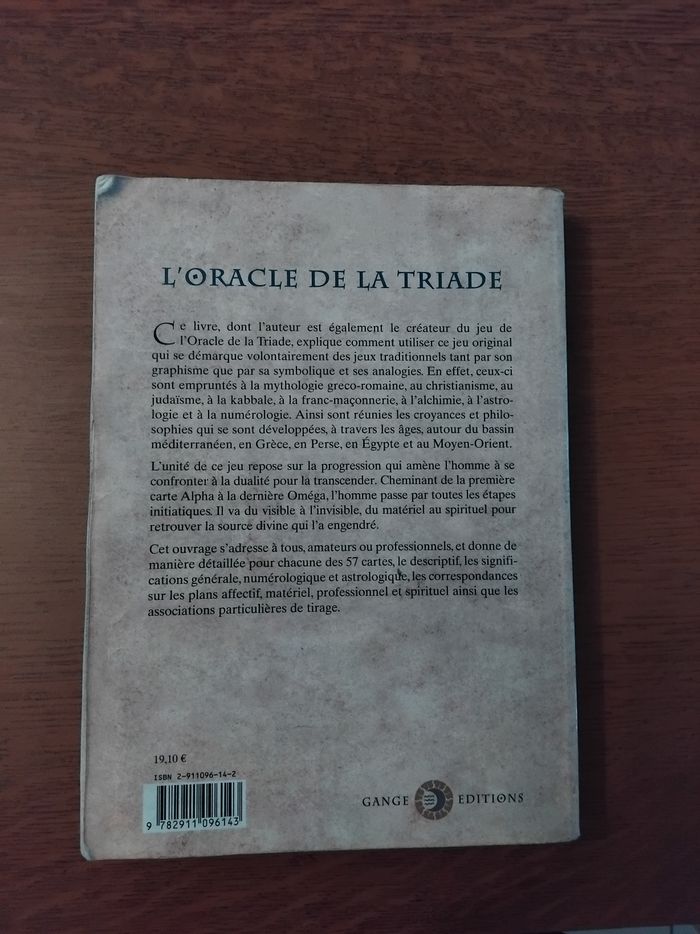 L'ORACLE DE LA TRIADE
Ce livre, dont l'auteur est également le créateur du jeu de
l'Oracle de la Triade, explique comment utiliser ce jeu original
qui se démarque volontairement des jeux traditionnels tant par son
graphisme que par sa symbolique et ses analogies. En effet, ceux-ci
sont empruntés à la mythologie greco-romaine, au christianisme, au
judaïsme, à la kabbale, à la franc-maçonnerie, à l'alchimie, à l'astro-
logie et à la numérologie. Ainsi sont réunies les croyances et philo-
sophies qui se sont développées, à travers les âges, autour du bassin
méditerranéen, en Grèce, en Perse, en Égypte et au Moyen-Orient.
L'unité de ce jeu repose sur la progression qui amène l'homme à se
confronter à la dualité pour la transcender. Cheminant de la première
carte Alpha à la dernière Oméga, l'homme passe par toutes les étapes
initiatiques. Il va du visible à l'invisible, du matériel au spirituel pour
retrouver la source divine qui l'a engendré.
Cet ouvrage s'adresse à tous, amateurs ou professionnels, et donne de
manière détaillée pour chacune des 57 cartes, le descriptif, les signifi-
cations générale, numérologique et astrologique, les correspondances
sur les plans affectif, matériel, professionnel et spirituel ainsi que les
associations particulières de tirage.
19,10 €
ISBN 2-911096-14-2
9 782911 096143
GANGE EDITIONS